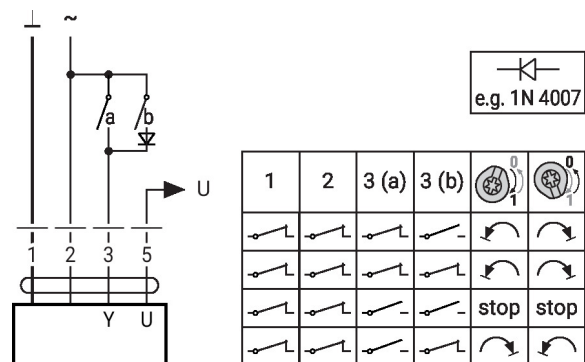 ⊥ ~
a b
U
1 2 3 5
Y U
e.g. 1N 4007
1 2 3 (a) 3 (b) 0 1 0 1
stop stop